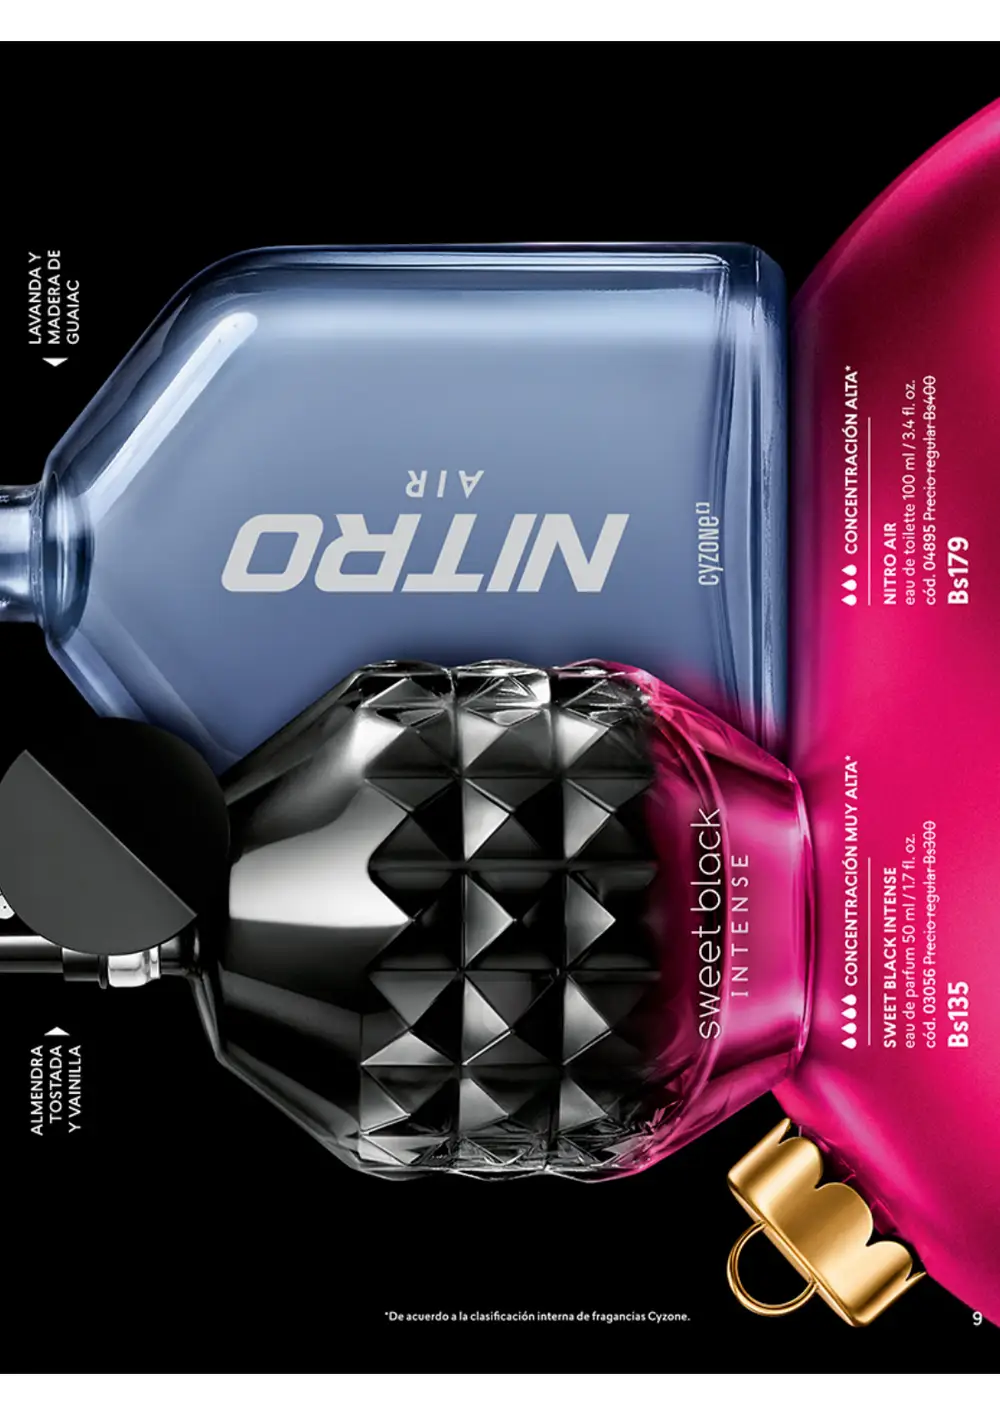 ALMENDRA
TOSTADA
Y VAINILLA
LAVANDA Y
MADERA DE
GUAIAC
NITRO
AIR
cyzone
sweet black
INTENSE
CONCENTRACIÓN MUY ALTA*
SWEET BLACK INTENSE
eau de parfum 50 ml / 1.7 fl. oz.
cód. 03056 Precio regular Bs300
Bs135
CONCENTRACIÓN ALTA*
NITRO AIR
eau de toilette 100 ml / 3.4 fl. oz.
cód. 04895 Precio regular Bs400
Bs179
*De acuerdo a la clasificación interna de fragancias Cyzone.
9